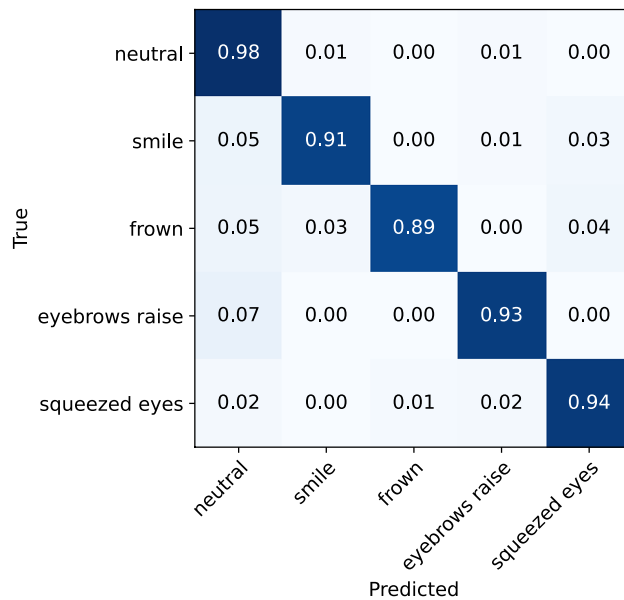 neutral 0.98 0.01 0.00 0.01 0.00
smile 0.05 0.91 0.00 0.01 0.03
frown 0.05 0.03 0.89 0.00 0.04
eyebrows raise 0.07 0.00 0.00 0.93 0.00
squeezed eyes 0.02 0.00 0.01 0.02 0.94
True
neutral smile frown eyebrows raise squeezed eyes
Predicted